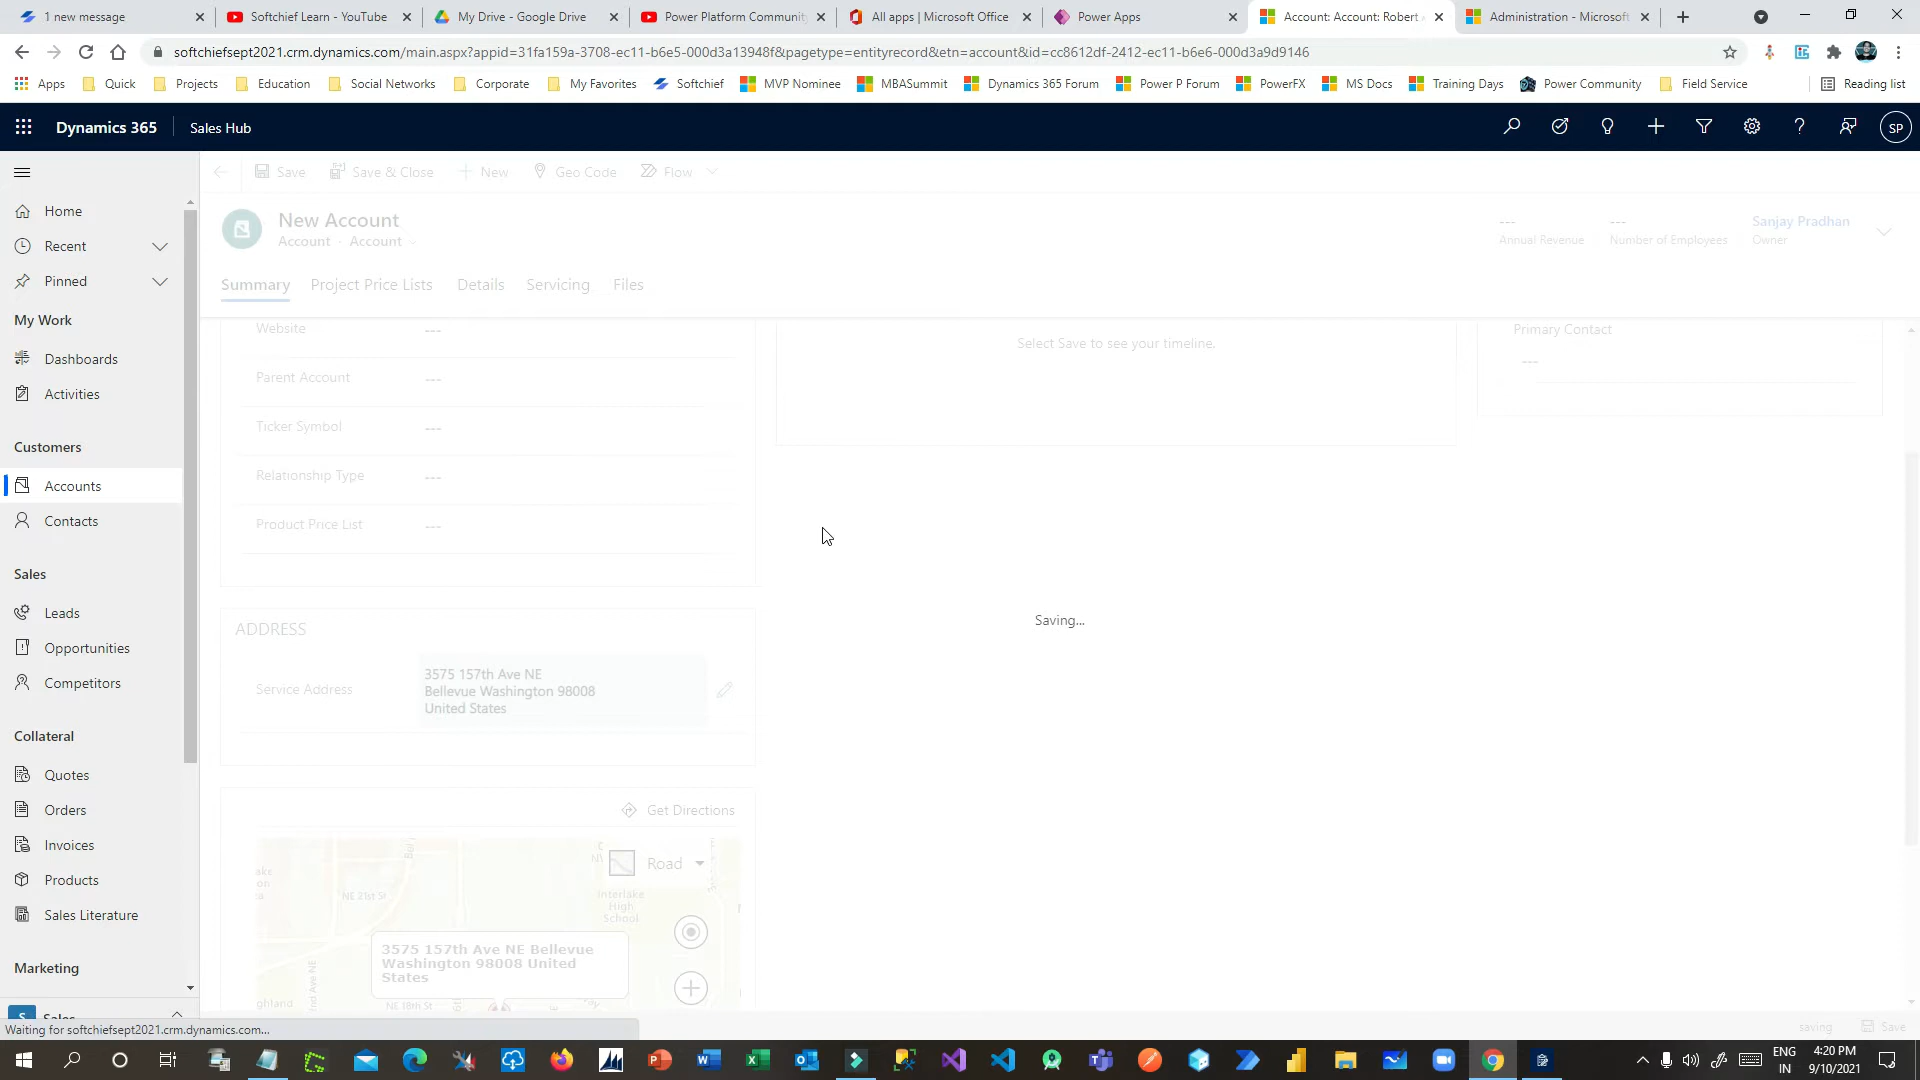 1 new message
Softchief Learn - YouTube
My Drive - Google Drive
Power Platform Communit
All apps | Microsoft Office
Power Apps
Account: Account: Robert
Administration - Microsoft
softchiefsept2021.crm.dynamics.com/main.aspx?appid=31fa159a-3708-ec11-b6e5-000d3a13948f&pagetype=entityrecord&etn=account&id=cc8612df-2412-ec11-b6e6-000d3a9d9146
Apps
Quick
Projects
Education
Social Networks
Corporate
My Favorites
Softchief
MVP Nominee
MBASummit
Dynamics 365 Forum
Power P Forum
PowerFX
MS Docs
Training Days
Power Community
Field Service
Reading list
Dynamics 365
Sales Hub
SP
Save
Save & Close
New
Geo Code
Flow
Home
Recent
Pinned
My Work
Dashboards
Activities
Customers
Accounts
Contacts
Sales
Leads
Opportunities
Competitors
Collateral
Quotes
Orders
Invoices
Products
Sales Literature
Marketing
S Sales
New Account
Account · Account
---
Annual Revenue
---
Number of Employees
Sanjay Pradhan
Owner
Summary
Project Price Lists
Details
Servicing
Files
Website ---
Parent Account ---
Ticker Symbol ---
Relationship Type ---
Product Price List ---
Select Save to see your timeline.
Primary Contact
---
Saving...
ADDRESS
Service Address
3575 157th Ave NE
Bellevue Washington 98008
United States
Get Directions
Road
NE 21st St
Interlake
High
School
3575 157th Ave NE Bellevue
Washington 98008 United
States
NE 18th St
saving
Save
Waiting for softchiefsept2021.crm.dynamics.com...
ENG
IN
4:20 PM
9/10/2021